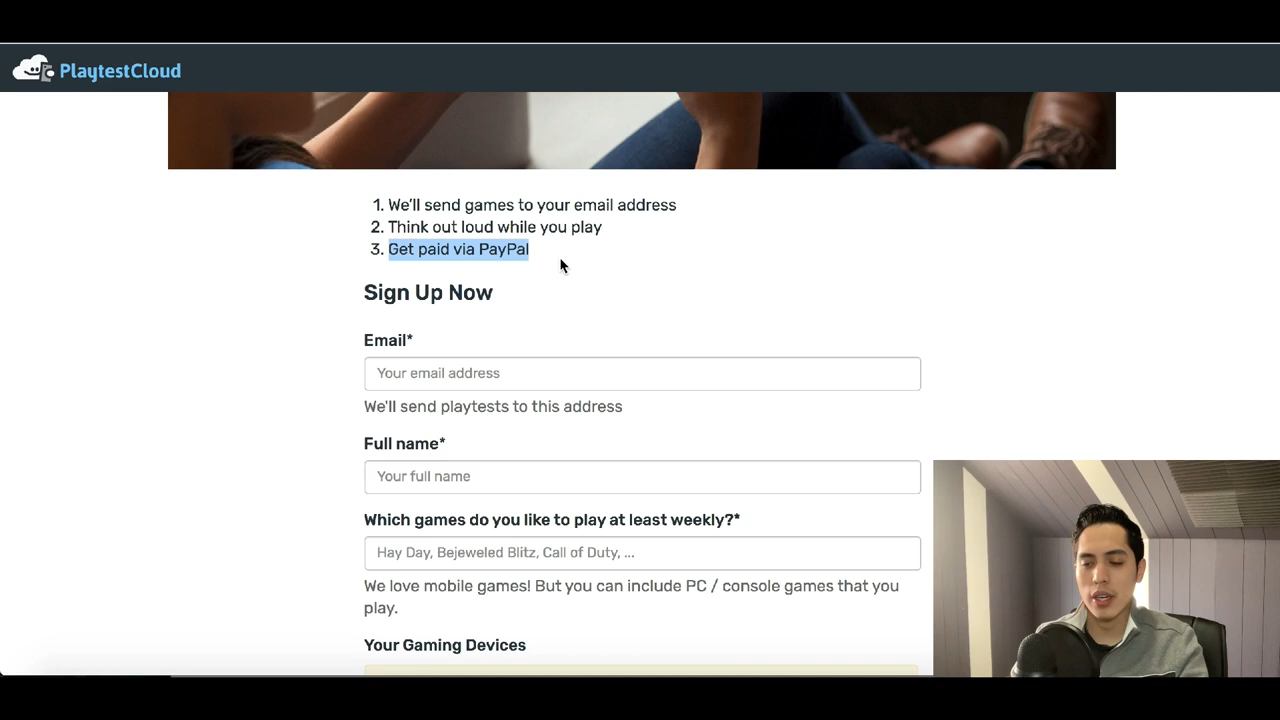 PlaytestCloud
1. We'll send games to your email address
2. Think out loud while you play
3. Get paid via PayPal
Sign Up Now
Email*
Your email address
We'll send playtests to this address
Full name*
Your full name
Which games do you like to play at least weekly?*
Hay Day, Bejeweled Blitz, Call of Duty, ...
We love mobile games! But you can include PC / console games that you
play.
Your Gaming Devices